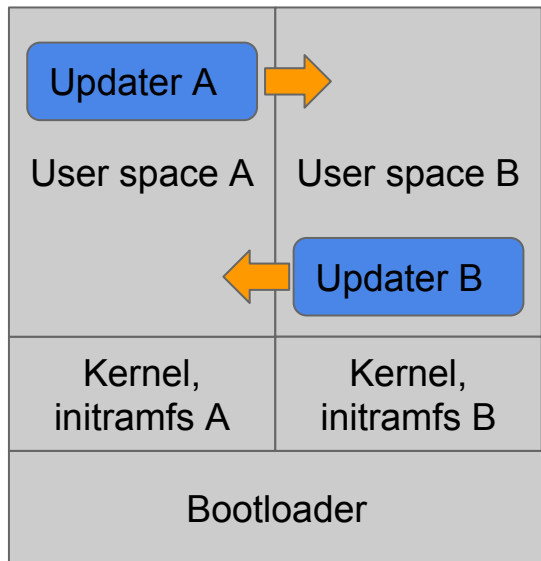 Updater A
User space A
User space B
Updater B
Kernel,
initramfs A
Kernel,
initramfs B
Bootloader